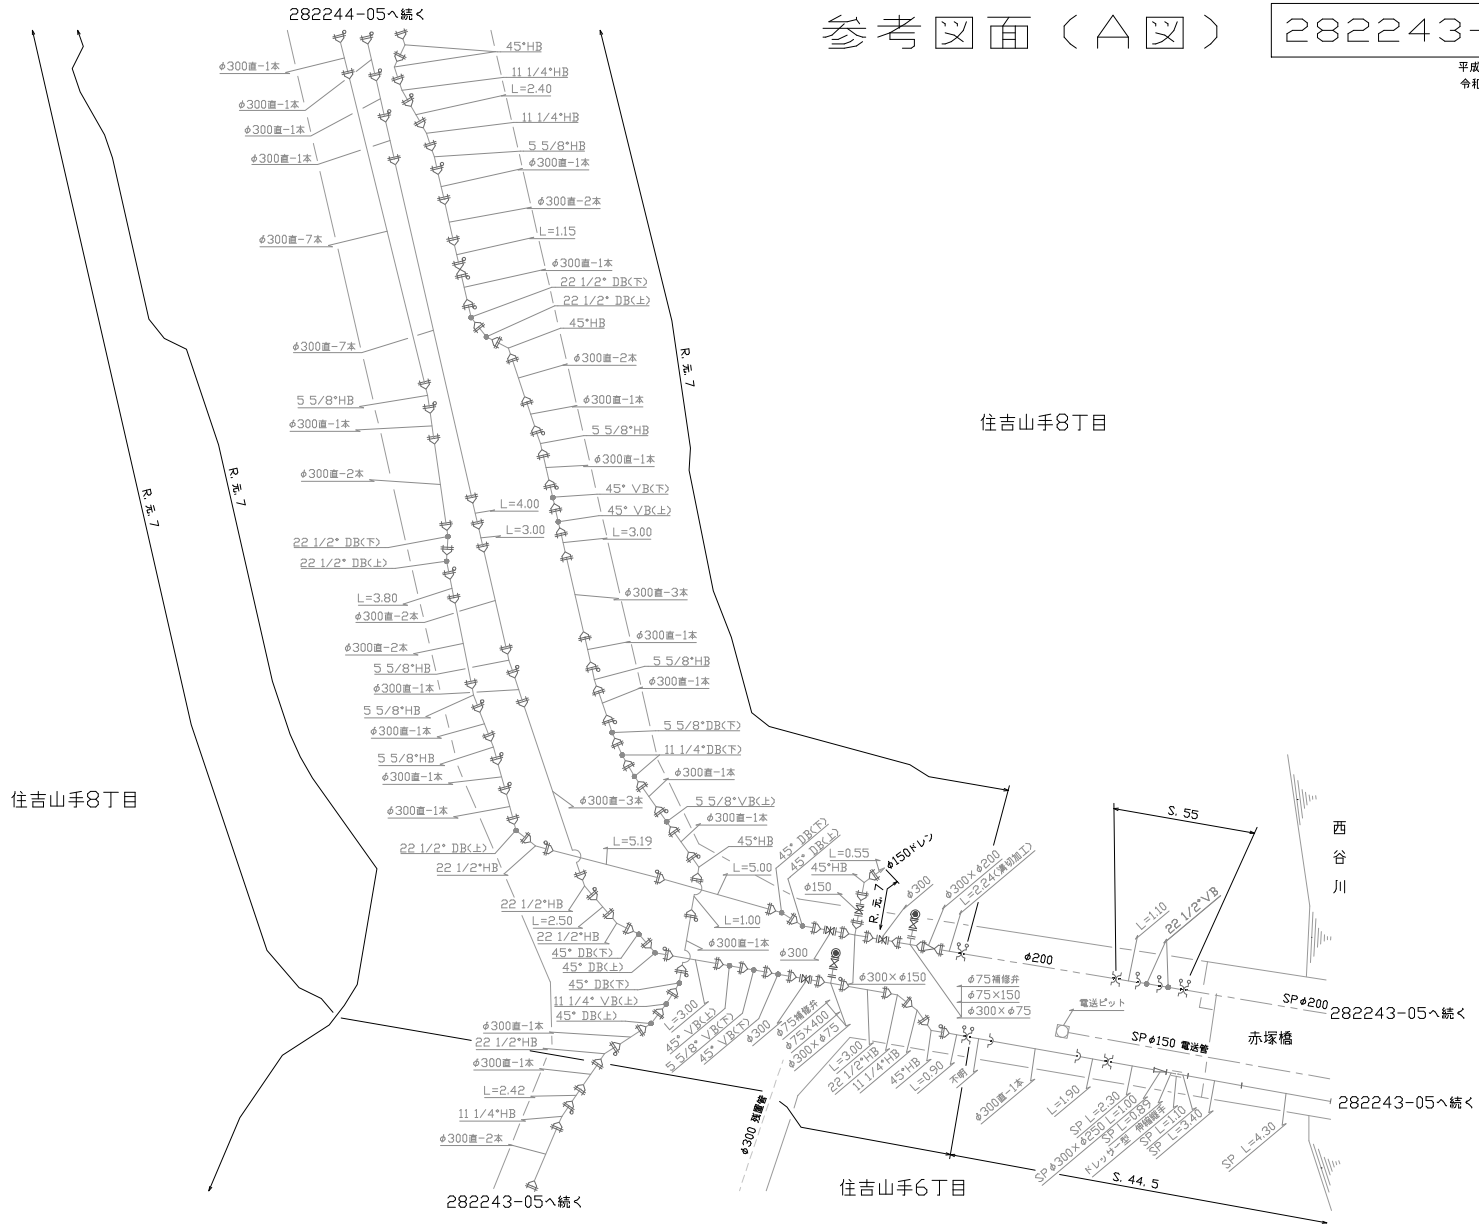 282244-05へ続く
参考図面（A図）
282243-
平成
令和
φ300直-1本
φ300直-1本
φ300直-1本
φ300直-1本
φ300直-7本
φ300直-7本
5 5/8°HB
φ300直-1本
φ300直-2本
22 1/2° DB(下)
22 1/2° DB(上)
L=3.80
φ300直-2本
φ300直-2本
5 5/8°HB
φ300直-1本
5 5/8°HB
φ300直-1本
5 5/8°HB
φ300直-1本
φ300直-1本
22 1/2° DB(上)
22 1/2°HB
45°HB
11 1/4°HB
L=2.40
11 1/4°HB
5 5/8°HB
φ300直-1本
φ300直-2本
L=1.15
φ300直-1本
22 1/2° DB(下)
22 1/2° DB(上)
45°HB
φ300直-2本
φ300直-1本
5 5/8°HB
φ300直-1本
45° VB(下)
45° VB(上)
L=3.00
L=4.00
L=3.00
φ300直-3本
φ300直-1本
5 5/8°HB
φ300直-1本
5 5/8°DB(下)
11 1/4°DB(下)
φ300直-1本
5 5/8°VB(上)
φ300直-1本
φ300直-3本
45°HB
L=5.19
L=5.00
22 1/2°HB
L=2.50
22 1/2°HB
45° DB(下)
45° DB(上)
45° DB(下)
11 1/4° VB(上)
45° DB(上)
φ300直-1本
22 1/2°HB
φ300直-1本
L=2.42
11 1/4°HB
φ300直-2本
282243-05へ続く
L=1.00
φ300直-1本
45° DB(下)
45° DB(上)
L=0.55
45°HB
φ150
φ150ドレン
R.元.7
φ300
φ300×φ200
L=2.24(溝切加工)
φ300
φ300×φ150
φ75補修弁
φ75×150
φ300×φ75
L=3.00
45° VB(上)
5 5/8° VB(下)
45° VB(下)
φ300
φ75補修弁
φ75×400
φ300×φ75
L=3.00
22 1/2°HB
11 1/4°HB
45°HB
L=0.90
不明
φ300直-1本
L=1.90
SP L=2.30
SPφ300×φ250 L=1.00
SP L=0.89
ドレッサー型 伸縮継手
SP L=1.10
SP L=3.40
SP L=4.30
φ200
L=1.10
22 1/2°VB
S.55
S.44.5
SPφ200
282243-05へ続く
電送ピット
SPφ150 電送管
赤塚橋
282243-05へ続く
西谷川
R.元.7
R.元.7
R.元.7
φ300 残置管
住吉山手8丁目
住吉山手8丁目
住吉山手6丁目